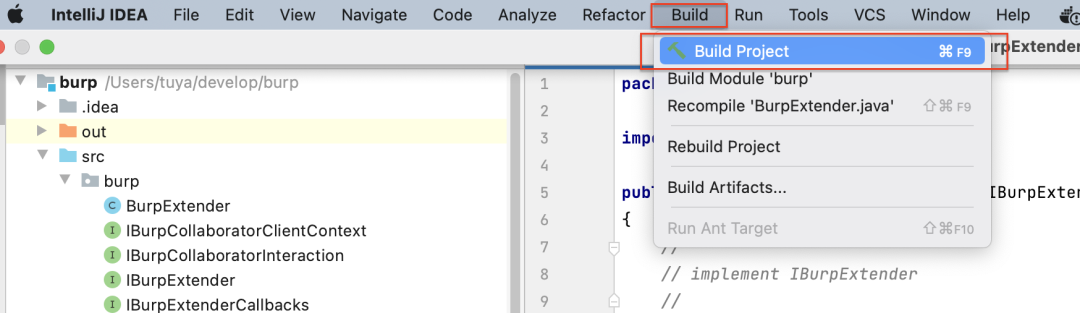 IntelliJ IDEA File Edit View Navigate Code Analyze Refactor Build Run Tools VCS Window Help
Build Project ⌘ F9
urpExtender
burp /Users/tuya/develop/burp
.idea
out
src
burp
BurpExtender
IBurpCollaboratorClientContext
IBurpCollaboratorInteraction
IBurpExtender
IBurpExtenderCallbacks
Build Module 'burp'
Recompile 'BurpExtender.java' ⇧⌘ F9
Rebuild Project
Build Artifacts...
Run Ant Target ⇧⌘F10
1 pac
2
3 imp
4
5 pub IBurpExte
6 {
7 //
8 // implement IBurpExtender
9 //